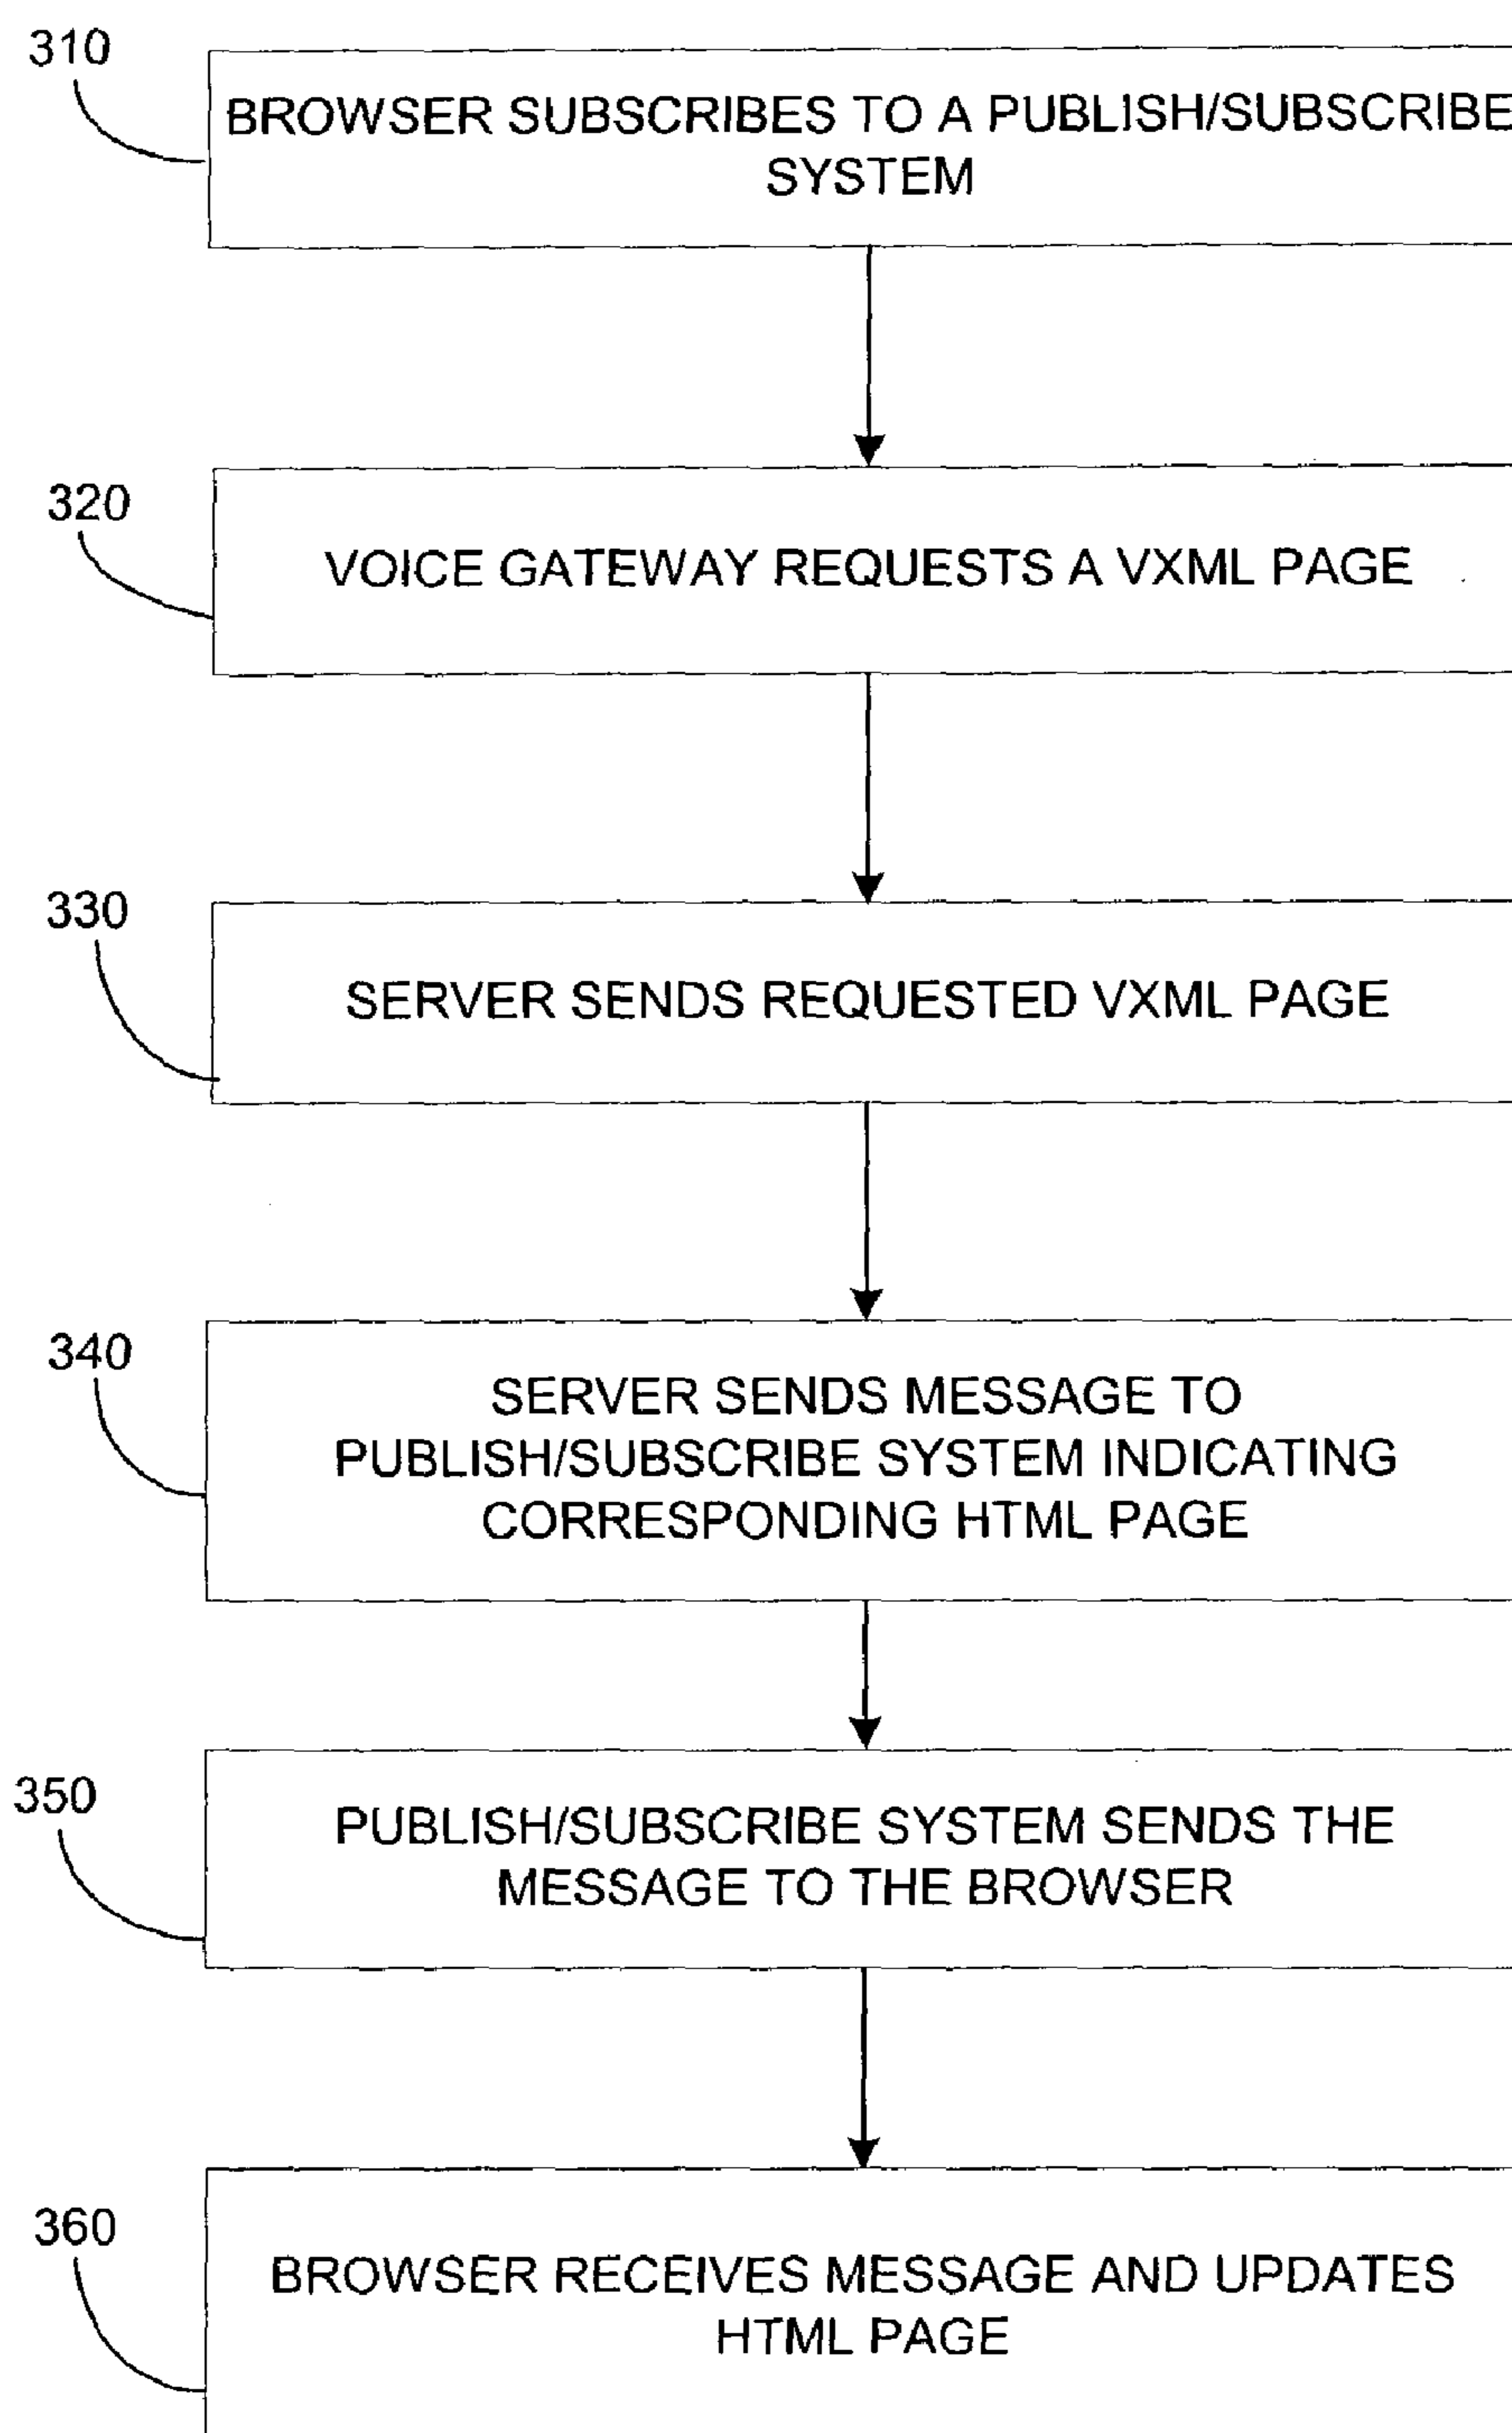 310
BROWSER SUBSCRIBES TO A PUBLISH/SUBSCRIBE
SYSTEM
320
VOICE GATEWAY REQUESTS A VXML PAGE
330
SERVER SENDS REQUESTED VXML PAGE
340
SERVER SENDS MESSAGE TO
PUBLISH/SUBSCRIBE SYSTEM INDICATING
CORRESPONDING HTML PAGE
350
PUBLISH/SUBSCRIBE SYSTEM SENDS THE
MESSAGE TO THE BROWSER
360
BROWSER RECEIVES MESSAGE AND UPDATES
HTML PAGE